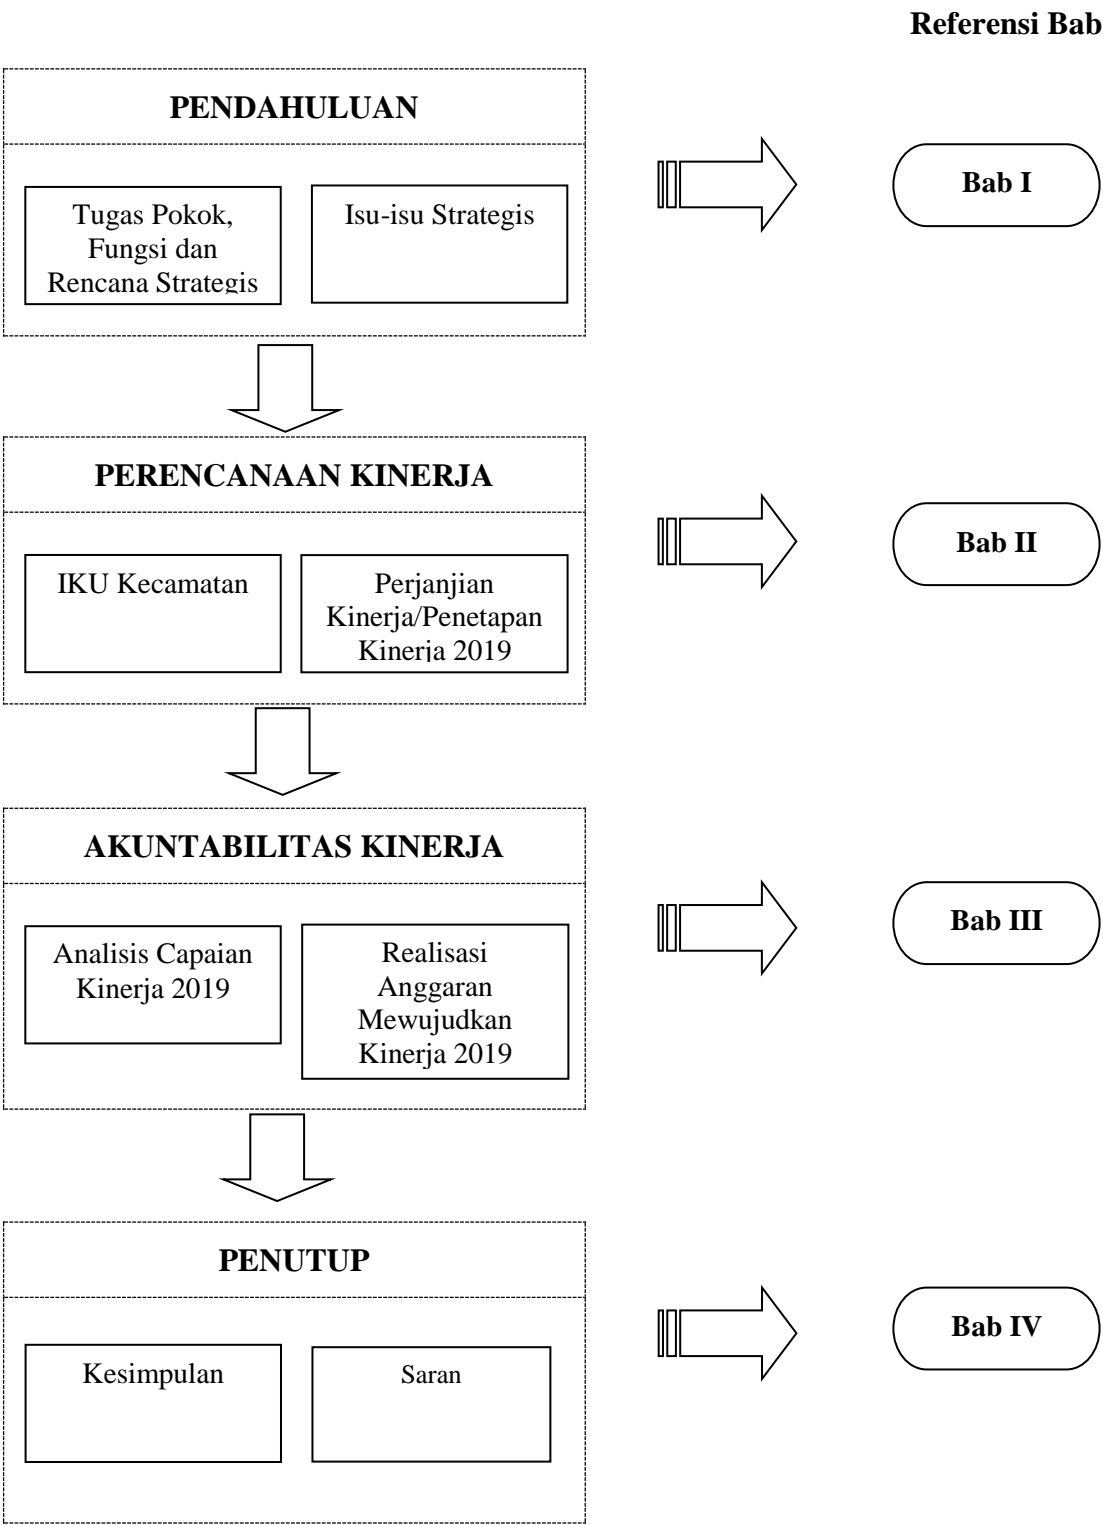 Referensi Bab
PENDAHULUAN
Tugas Pokok,
Fungsi dan
Rencana Strategis
Isu-isu Strategis
Bab I
PERENCANAAN KINERJA
IKU Kecamatan
Perjanjian
Kinerja/Penetapan
Kinerja 2019
Bab II
AKUNTABILITAS KINERJA
Analisis Capaian
Kinerja 2019
Realisasi
Anggaran
Mewujudkan
Kinerja 2019
Bab III
PENUTUP
Kesimpulan
Saran
Bab IV